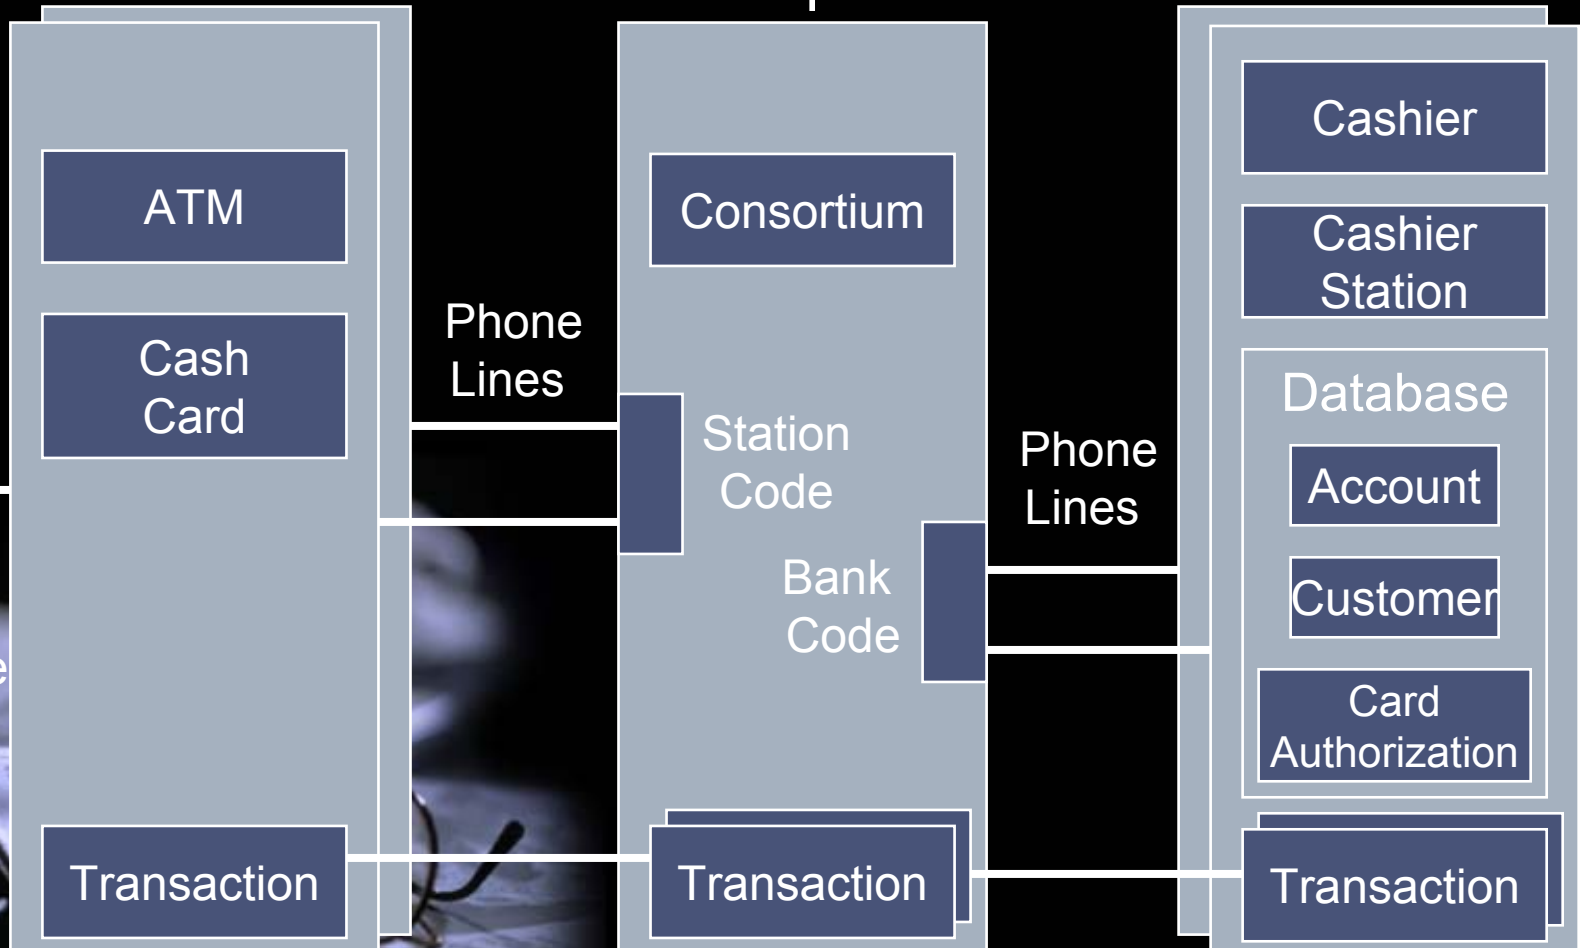 ATM
Cash
Card
Transaction
Phone
Lines
Consortium
Station
Code
Bank
Code
Transaction
Phone
Lines
Cashier
Cashier
Station
Database
Account
Customer
Card
Authorization
Transaction